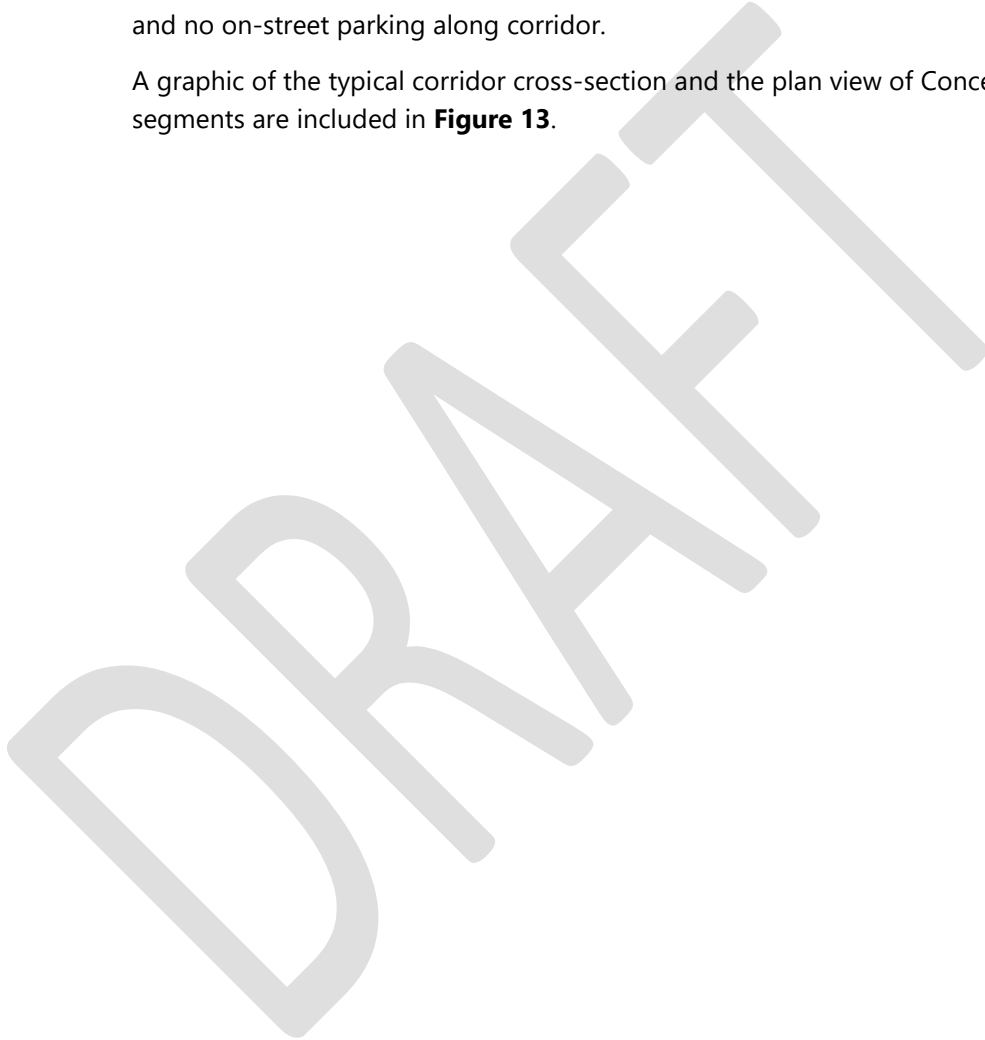 and no on-street parking along corridor.
A graphic of the typical corridor cross-section and the plan view of Conce
segments are included in Figure 13.
DRAFT